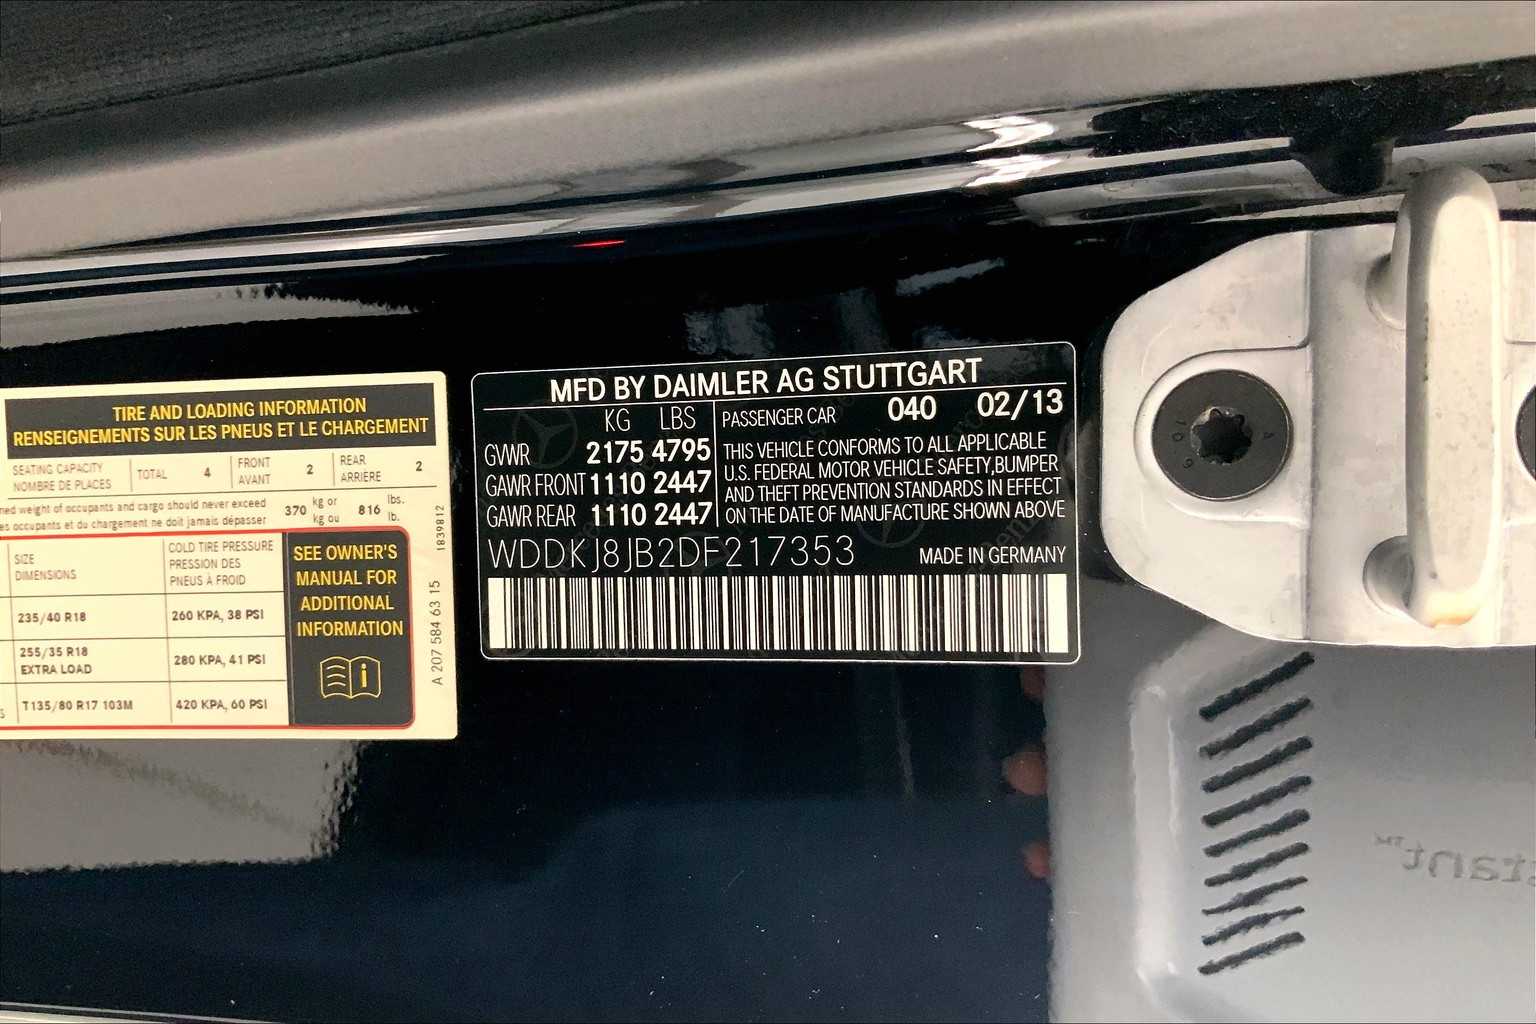 TIRE AND LOADING INFORMATION
RENSEIGNEMENTS SUR LES PNEUS ET LE CHARGEMENT
SEATING CAPACITY
NOMBRE DE PLACES
TOTAL 4
FRONT
AVANT
2
REAR
ARRIÈRE
2
weight of occupants and cargo should never exceed
occupants et du chargement ne doit jamais dépasser
370
kg or
kg ou
816
lbs.
lb.
SIZE
DIMENSIONS
COLD TIRE PRESSURE
PRESSION DES
PNEUS À FROID
235/40 R18
260 KPA, 38 PSI
255/35 R18
EXTRA LOAD
280 KPA, 41 PSI
T135/80 R17 103M
420 KPA, 60 PSI
SEE OWNER'S
MANUAL FOR
ADDITIONAL
INFORMATION
A 207 584 63 15
1839812
MFD BY DAIMLER AG STUTTGART
KG LBS
GWR 2175 4795
GAWR FRONT 1110 2447
GAWR REAR 1110 2447
PASSENGER CAR 040 02/13
THIS VEHICLE CONFORMS TO ALL APPLICABLE
U.S. FEDERAL MOTOR VEHICLE SAFETY,BUMPER
AND THEFT PREVENTION STANDARDS IN EFFECT
ON THE DATE OF MANUFACTURE SHOWN ABOVE
WDDKJ8JB2DF217353 MADE IN GERMANY